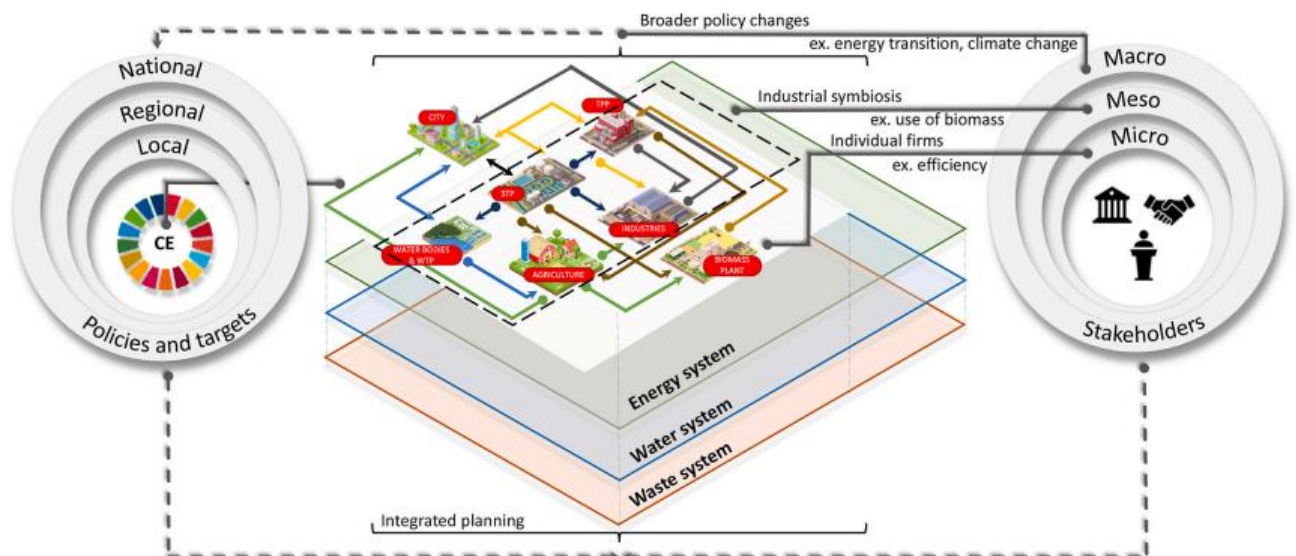 Broader policy changes
ex. energy transition, climate change
National
Regional
Local
CE
Policies and targets
Macro
Meso
Micro
Stakeholders
Industrial symbiosis
ex. use of biomass
Individual firms
ex. efficiency
CITY
TPP
STP
INDUSTRIES
WATER BODIES
& WTP
AGRICULTURE
BIOMASS
PLANT
Energy system
Water system
Waste system
Integrated planning